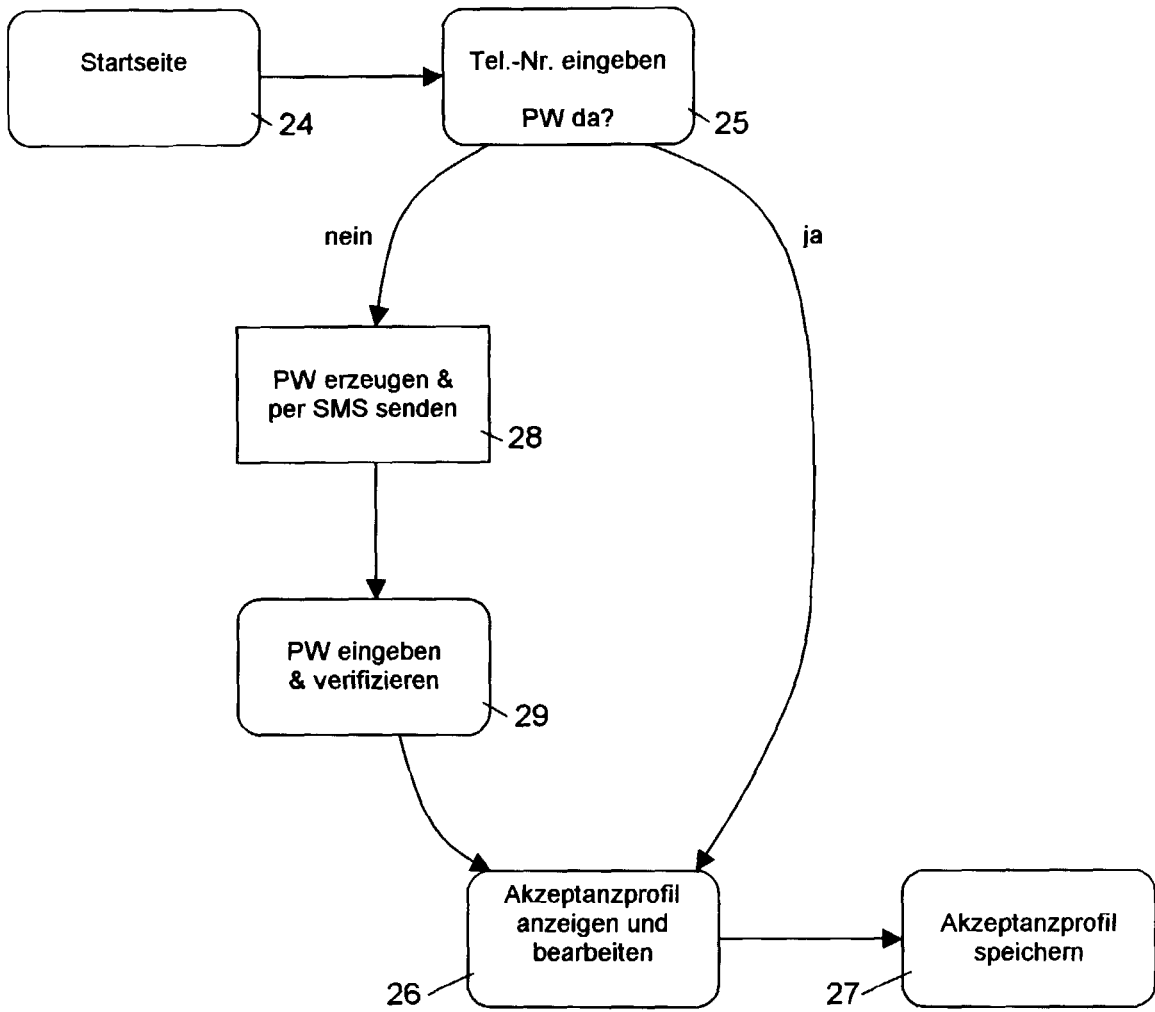 Startseite
24
Tel.-Nr. eingeben
PW da?
25
nein
ja
PW erzeugen &
per SMS senden
28
PW eingeben
& verifizieren
29
Akzeptanzprofil
anzeigen und
bearbeiten
26
Akzeptanzprofil
speichern
27